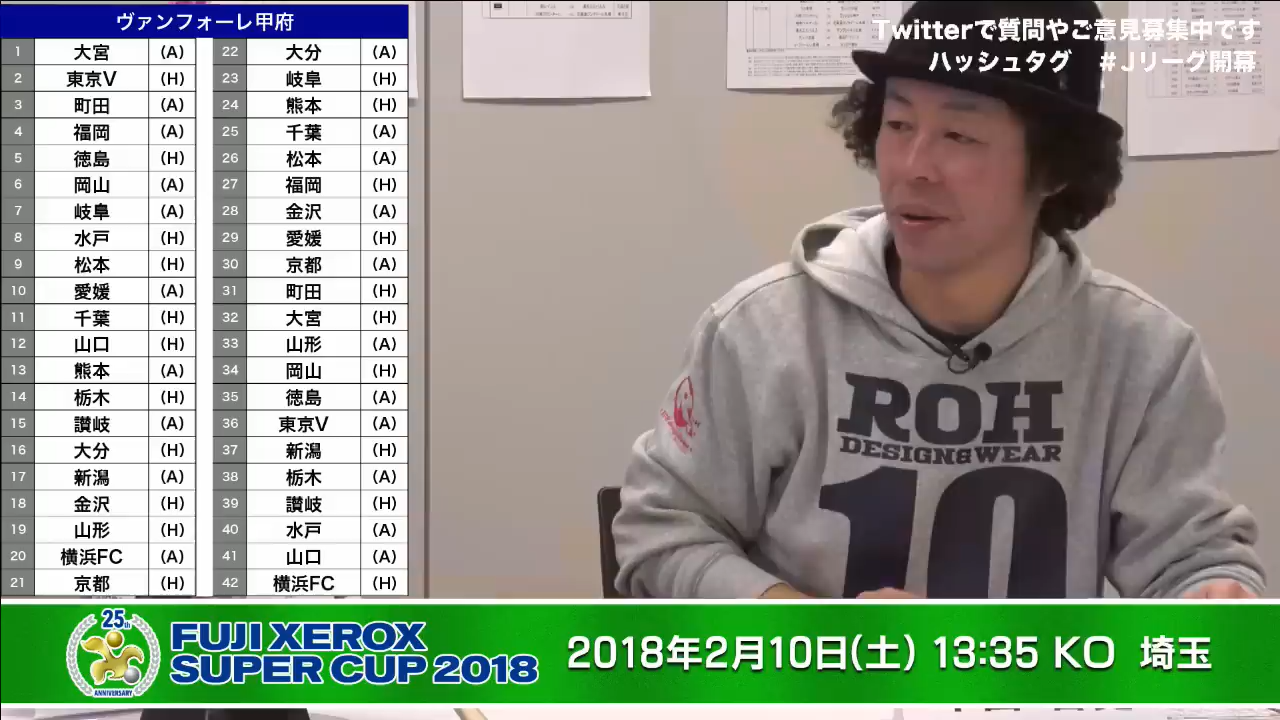 ヴァンフォーレ甲府
1 大宮 (A) 22 大分 (A)
2 東京V (H) 23 岐阜 (H)
3 町田 (A) 24 熊本 (H)
4 福岡 (A) 25 千葉 (A)
5 徳島 (H) 26 松本 (A)
6 岡山 (A) 27 福岡 (H)
7 岐阜 (A) 28 金沢 (A)
8 水戸 (H) 29 愛媛 (H)
9 松本 (H) 30 京都 (A)
10 愛媛 (A) 31 町田 (H)
11 千葉 (H) 32 大宮 (H)
12 山口 (H) 33 山形 (A)
13 熊本 (A) 34 岡山 (H)
14 栃木 (H) 35 徳島 (A)
15 讃岐 (A) 36 東京V (A)
16 大分 (H) 37 新潟 (H)
17 新潟 (A) 38 栃木 (A)
18 金沢 (H) 39 讃岐 (H)
19 山形 (H) 40 水戸 (A)
20 横浜FC (A) 41 山口 (A)
21 京都 (H) 42 横浜FC (H)
Twitterで質問やご意見募集中です
ハッシュタグ #Jリーグ開幕
ROH
DESIGN&WEAR
10
25th
ANNIVERSARY
FUJI XEROX
SUPER CUP 2018
2018年2月10日(土) 13:35 KO 埼玉